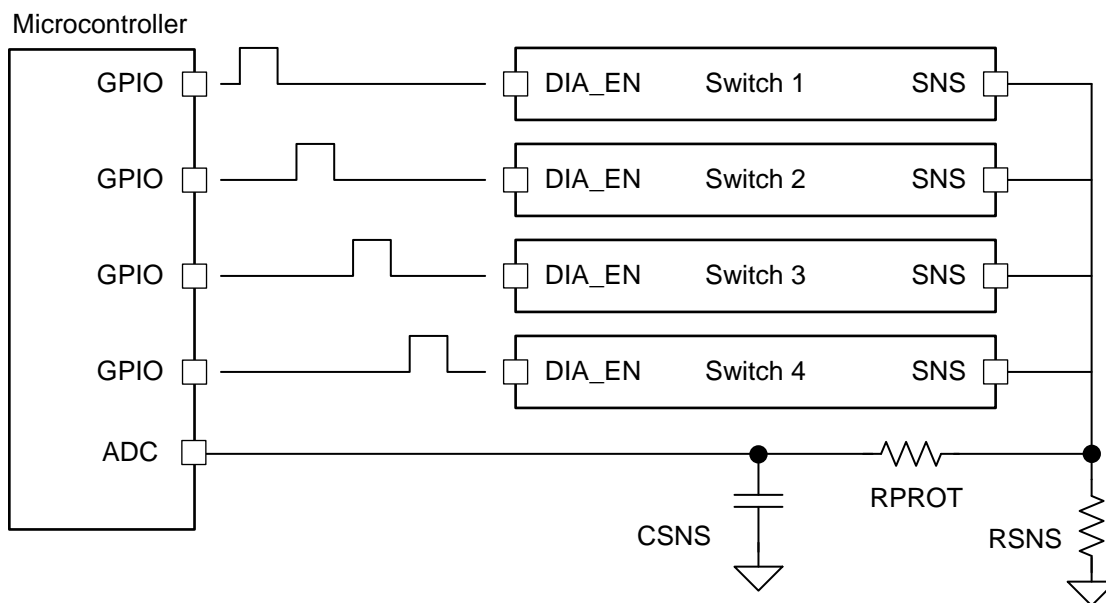 Microcontroller
GPIO DIA_EN Switch 1 SNS
GPIO DIA_EN Switch 2 SNS
GPIO DIA_EN Switch 3 SNS
GPIO DIA_EN Switch 4 SNS
ADC
RPROT
CSNS RSNS